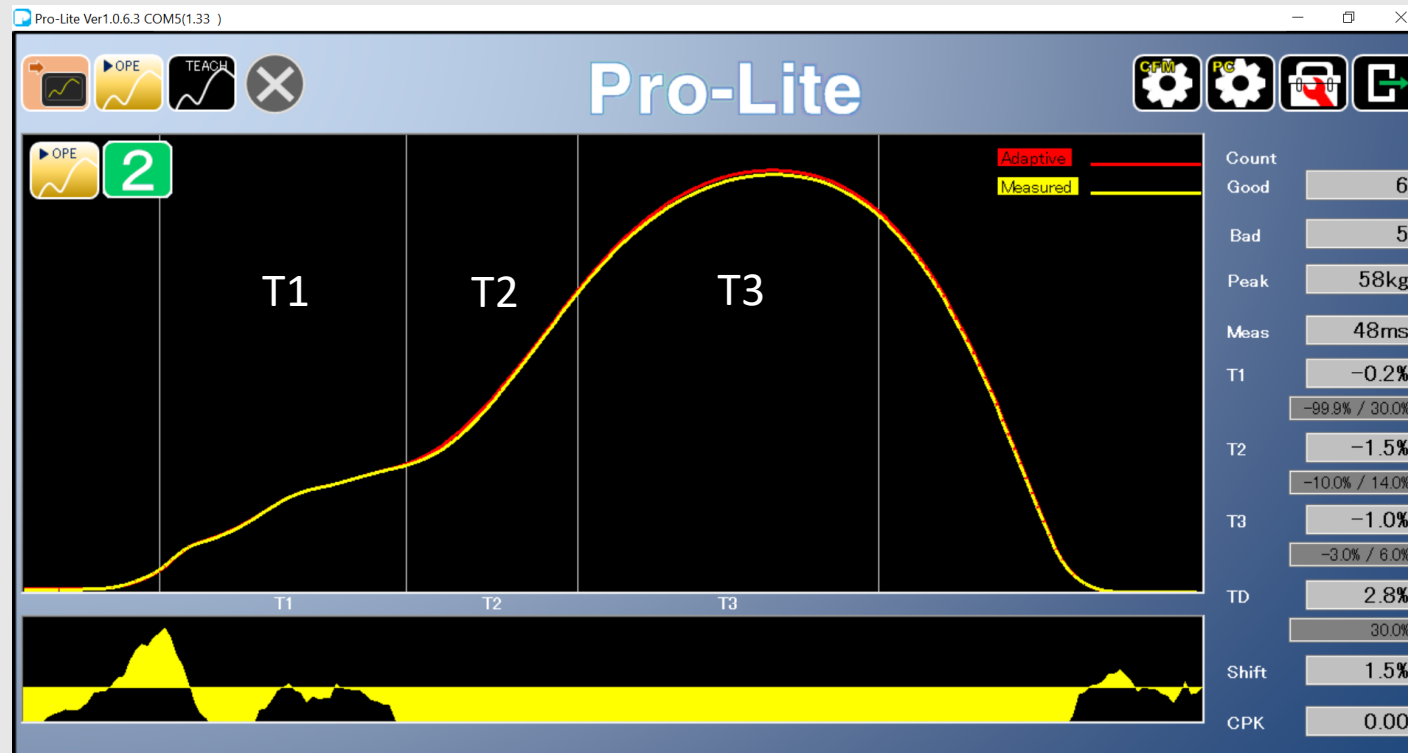 Pro-Lite Ver1.0.6.3 COM5(1.33 )
OPE
TEACH
Pro-Lite
CFM
PC
OPE
2
Adaptive
Measured
T1
T2
T3
T1
T2
T3
Count
Good 6
Bad 5
Peak 58kg
Meas 48ms
T1 -0.2%
-99.9% / 30.0%
T2 -1.5%
-10.0% / 14.0%
T3 -1.0%
-3.0% / 6.0%
TD 2.8%
30.0%
Shift 1.5%
CPK 0.00